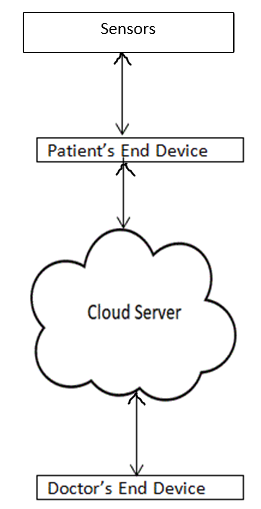 Sensors
Patient's End Device
Cloud Server
Doctor's End Device